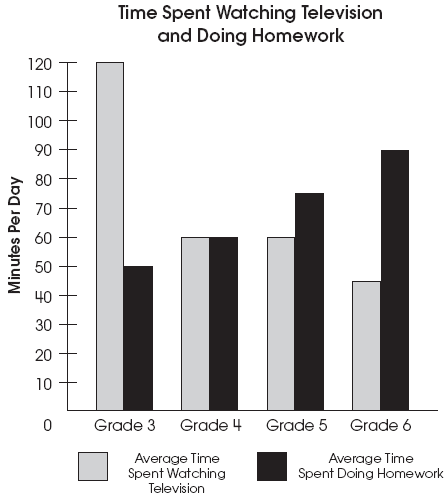 Time Spent Watching Television
and Doing Homework
Minutes Per Day
120
110
100
90
80
70
60
50
40
30
20
10
0
Grade 3 Grade 4 Grade 5 Grade 6
Average Time
Spent Watching
Television
Average Time
Spent Doing Homework